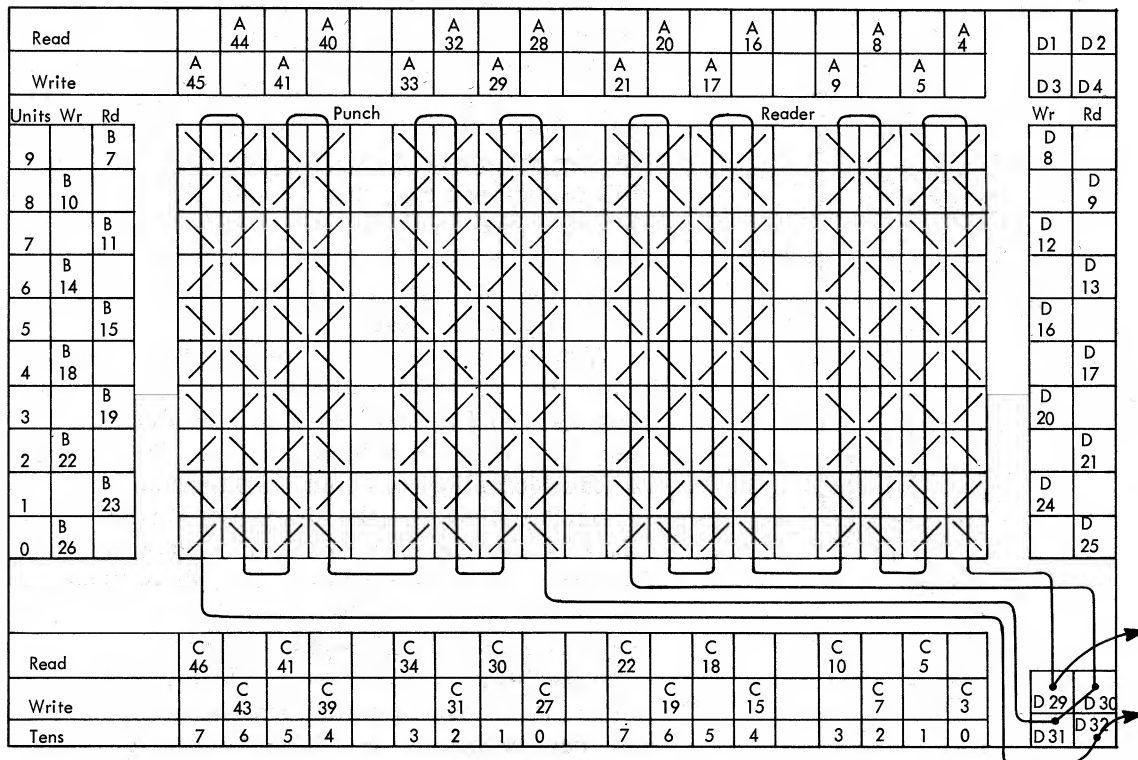 A A A A A A A A
Read 44 40 32 28 20 16 8 4 D1 D2
A A A A A A A A
Write 45 41 33 29 21 17 9 5 D3 D4
Units Wr Rd Punch Reader Wr Rd
B D
9 7 8
B D
8 10 9
B D
7 11 12
B D
6 14 13
B D
5 15 16
B D
4 18 17
B D
3 19 20
B D
2 22 21
B D
1 23 24
B D
0 26 25
C C C C C C C C
Read 46 41 34 30 22 18 10 5
C C C C C C C C
Write 43 39 31 27 19 15 7 3 D 29 D 30
Tens 7 6 5 4 3 2 1 0 7 6 5 4 3 2 1 0 D 31 D 32